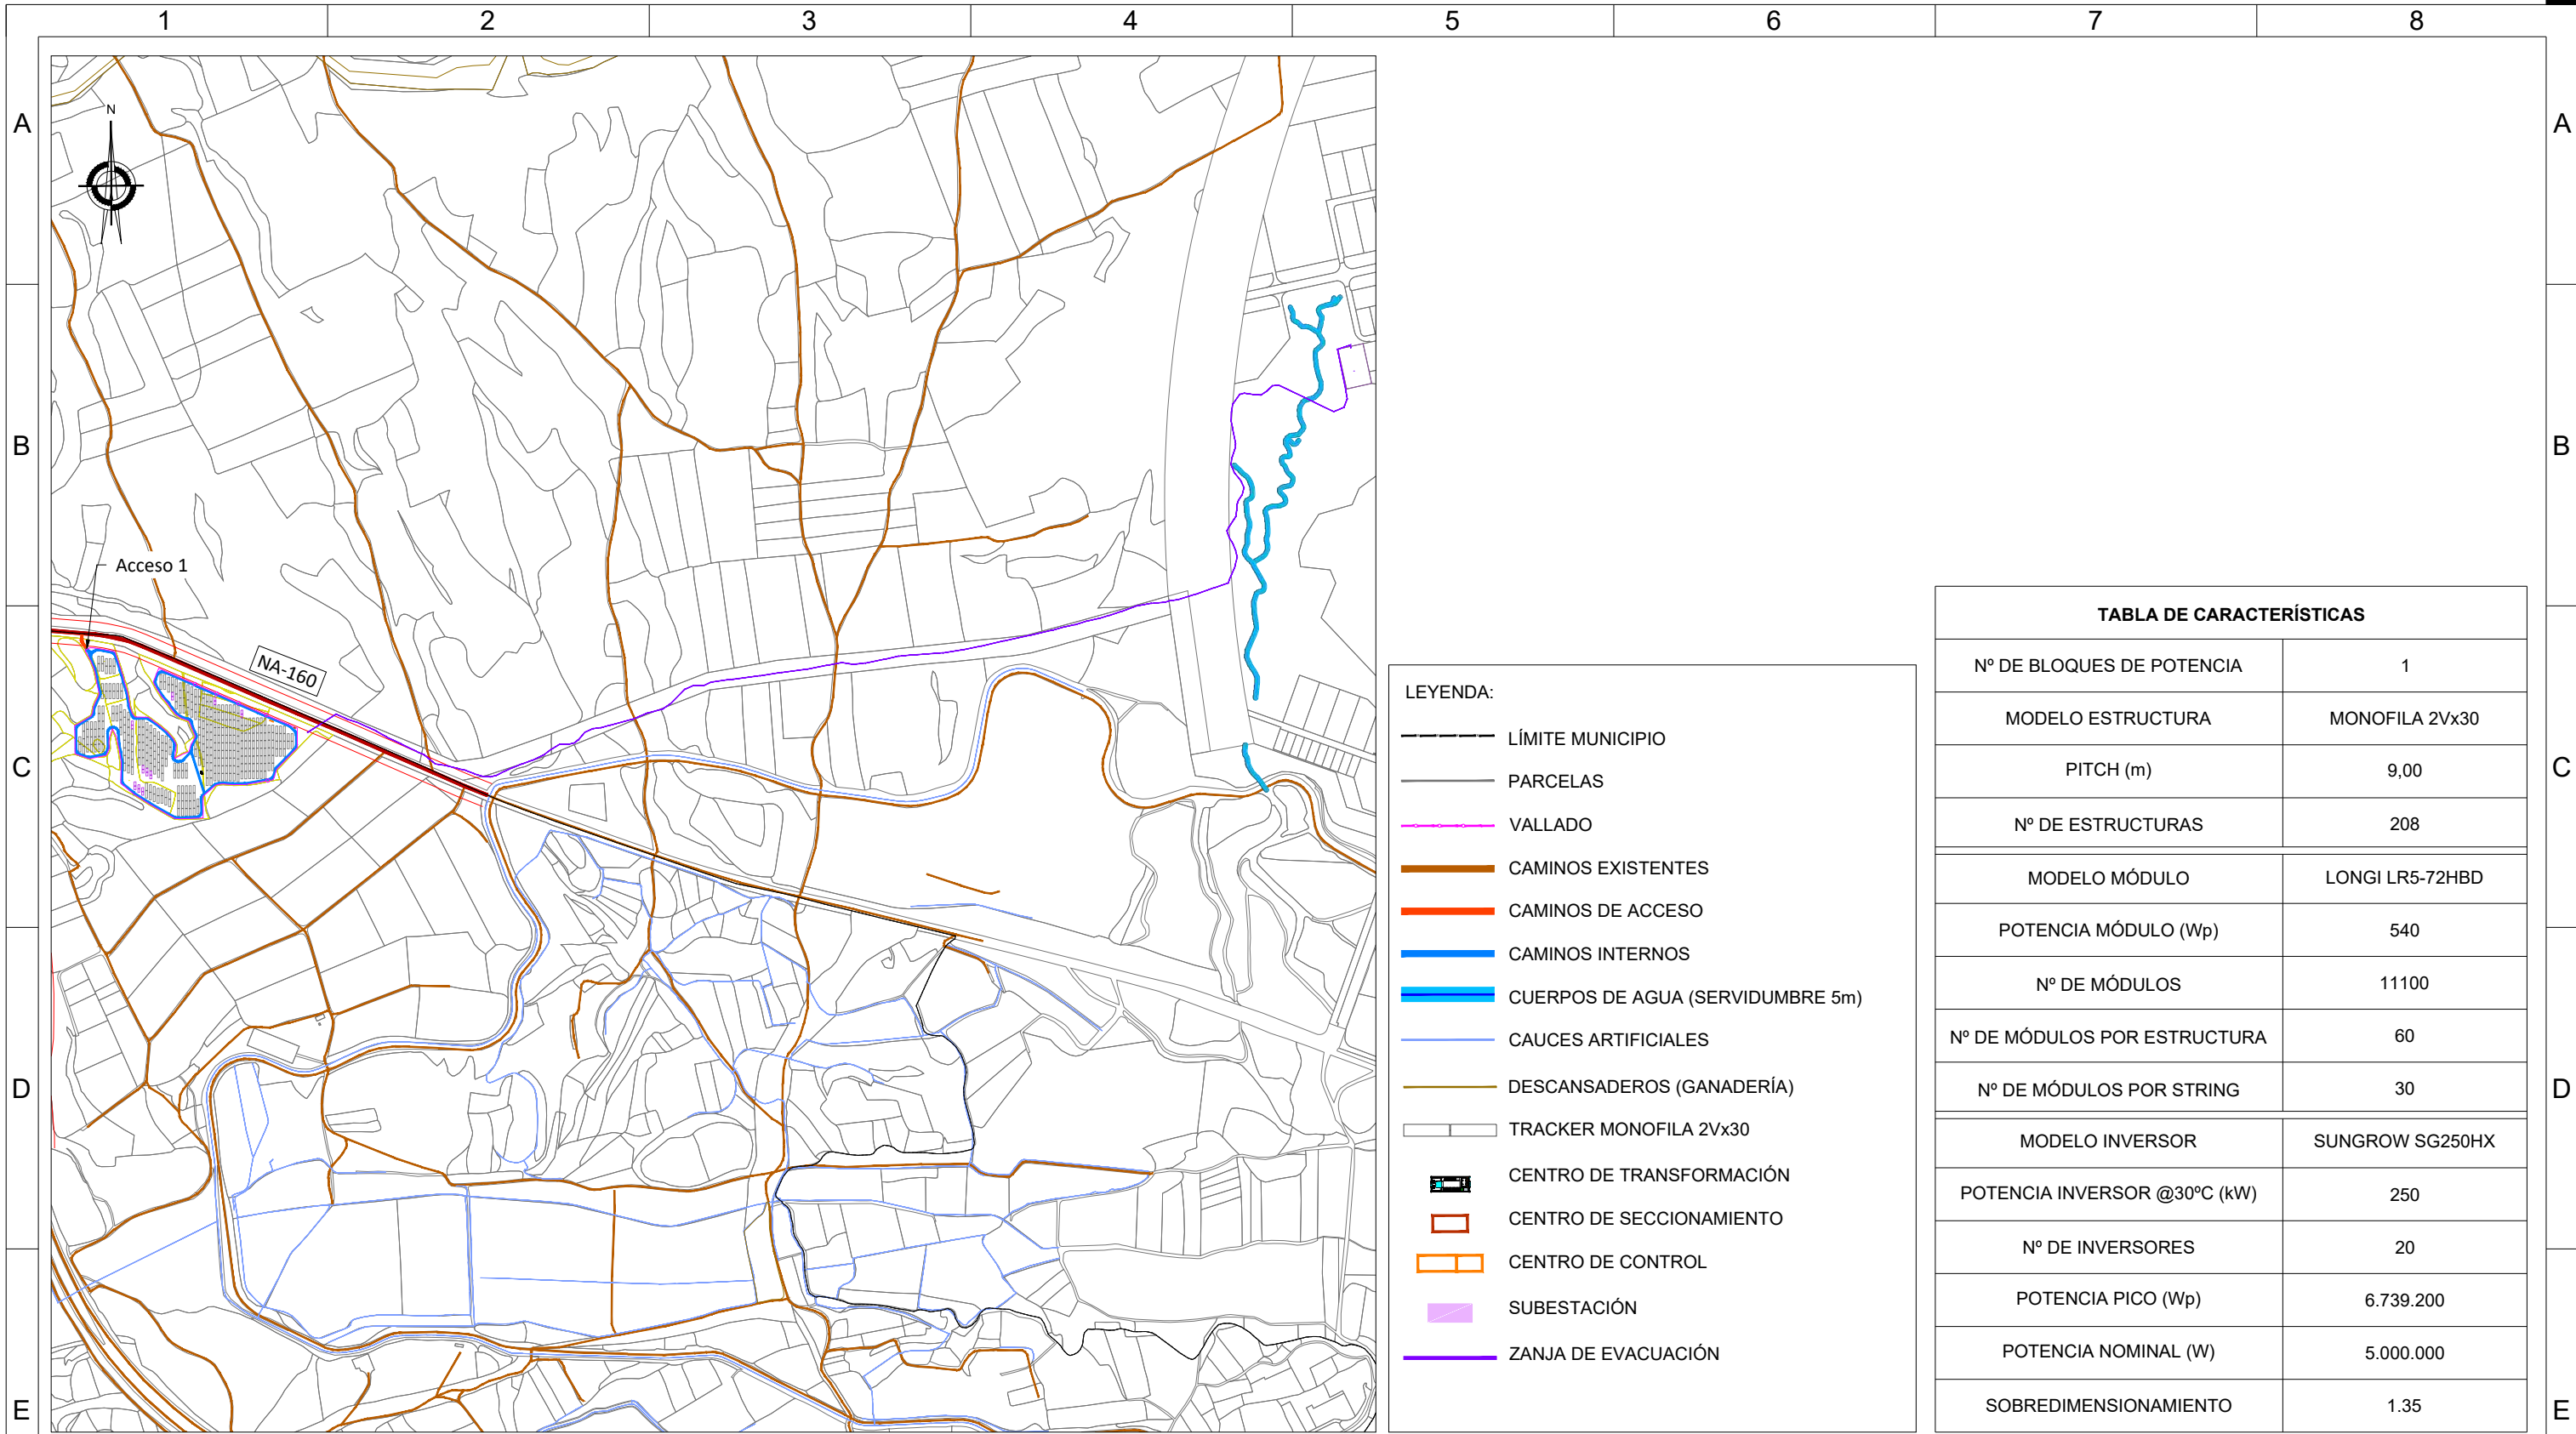 1 2 3 4 5 6 7 8
A A
N
B B
Acceso 1
NA-160
C C
D D
E E
LEYENDA:
LÍMITE MUNICIPIO
PARCELAS
VALLADO
CAMINOS EXISTENTES
CAMINOS DE ACCESO
CAMINOS INTERNOS
CUERPOS DE AGUA (SERVIDUMBRE 5m)
CAUCES ARTIFICIALES
DESCANSADEROS (GANADERÍA)
TRACKER MONOFILA 2Vx30
CENTRO DE TRANSFORMACIÓN
CENTRO DE SECCIONAMIENTO
CENTRO DE CONTROL
SUBESTACIÓN
ZANJA DE EVACUACIÓN
TABLA DE CARACTERÍSTICAS
Nº DE BLOQUES DE POTENCIA 1
MODELO ESTRUCTURA MONOFILA 2Vx30
PITCH (m) 9,00
Nº DE ESTRUCTURAS 208
MODELO MÓDULO LONGI LR5-72HBD
POTENCIA MÓDULO (Wp) 540
Nº DE MÓDULOS 11100
Nº DE MÓDULOS POR ESTRUCTURA 60
Nº DE MÓDULOS POR STRING 30
MODELO INVERSOR SUNGROW SG250HX
POTENCIA INVERSOR @30ºC (kW) 250
Nº DE INVERSORES 20
POTENCIA PICO (Wp) 6.739.200
POTENCIA NOMINAL (W) 5.000.000
SOBREDIMENSIONAMIENTO 1.35